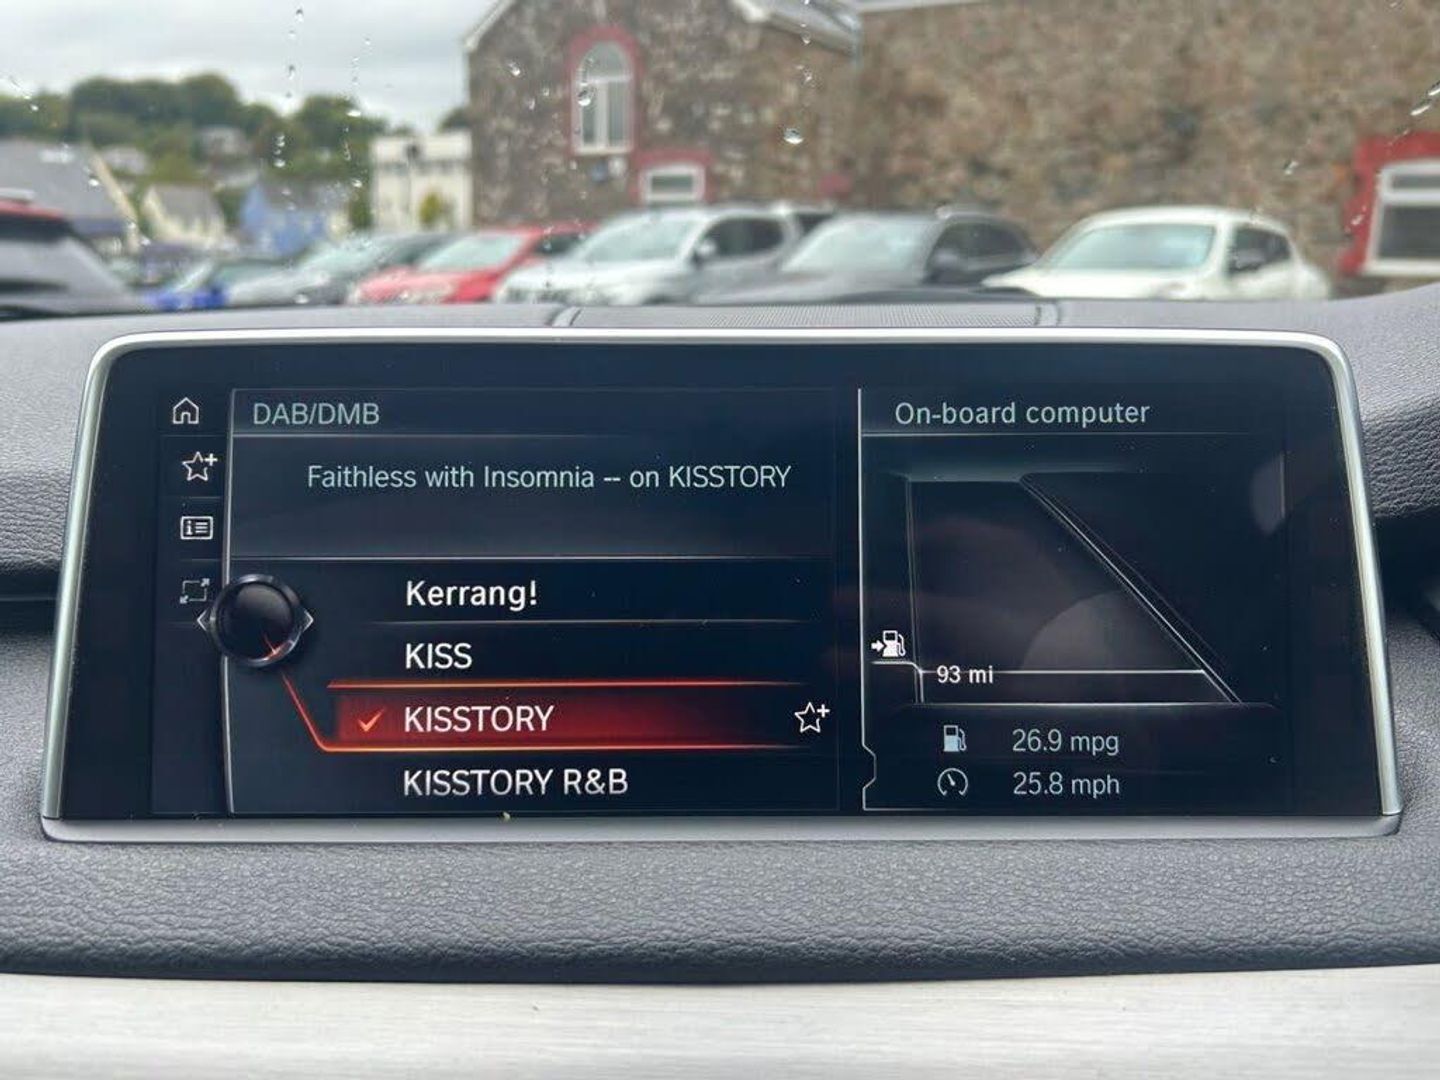 DAB/DMB
Faithless with Insomnia -- on KISSTORY
Kerrang!
KISS
KISSTORY
KISSTORY R&B
On-board computer
93 mi
26.9 mpg
25.8 mph